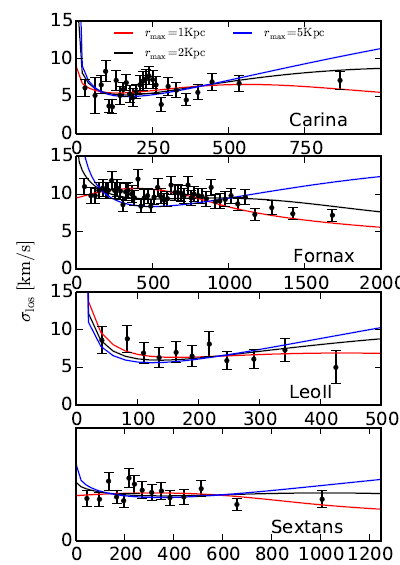 15
r_max=1Kpc r_max=5Kpc
r_max=2Kpc
10
5
Carina
0
0 250 500 750
15
10
5
Fornax
0
0 500 1000 1500 2000
σ_los [km/s]
15
10
5
LeoII
0
0 100 200 300 400 500
Sextans
0
0 200 400 600 800 1000 1200